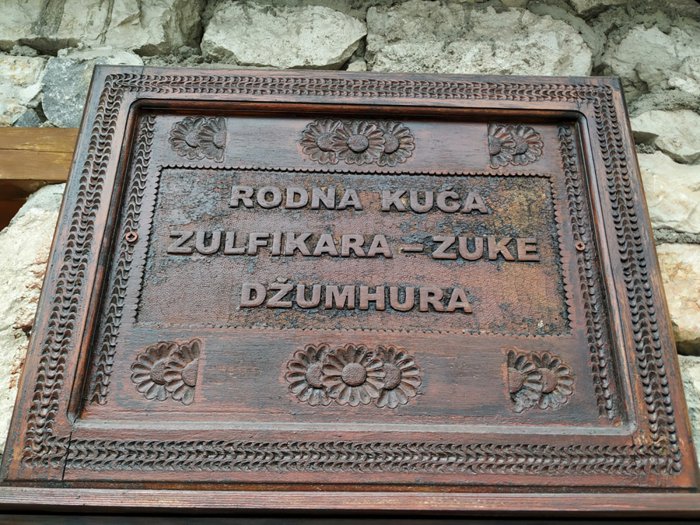 RODNA KUĆA
ZULFIKARA – ZUKE
DŽUMHURA